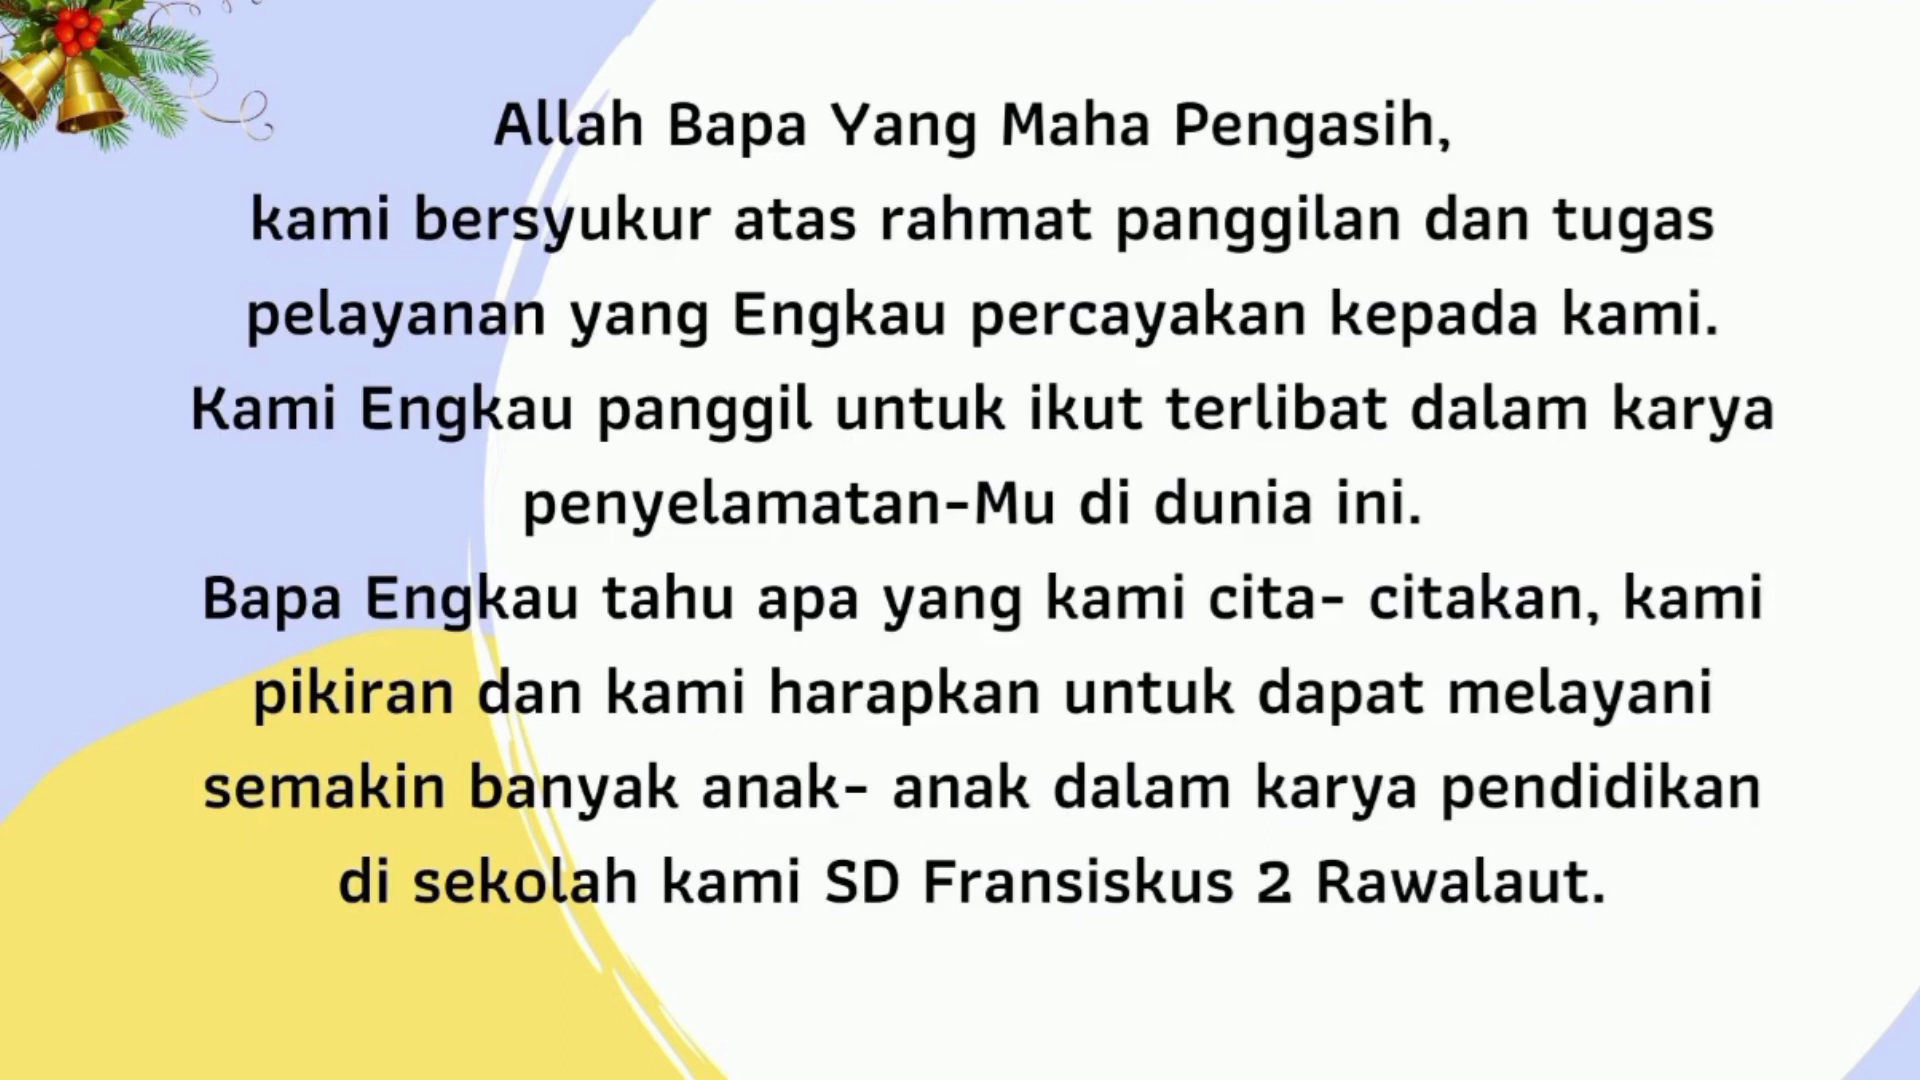 Allah Bapa Yang Maha Pengasih,
kami bersyukur atas rahmat panggilan dan tugas
pelayanan yang Engkau percayakan kepada kami.
Kami Engkau panggil untuk ikut terlibat dalam karya
penyelamatan-Mu di dunia ini.
Bapa Engkau tahu apa yang kami cita- citakan, kami
pikiran dan kami harapkan untuk dapat melayani
semakin banyak anak- anak dalam karya pendidikan
di sekolah kami SD Fransiskus 2 Rawalaut.